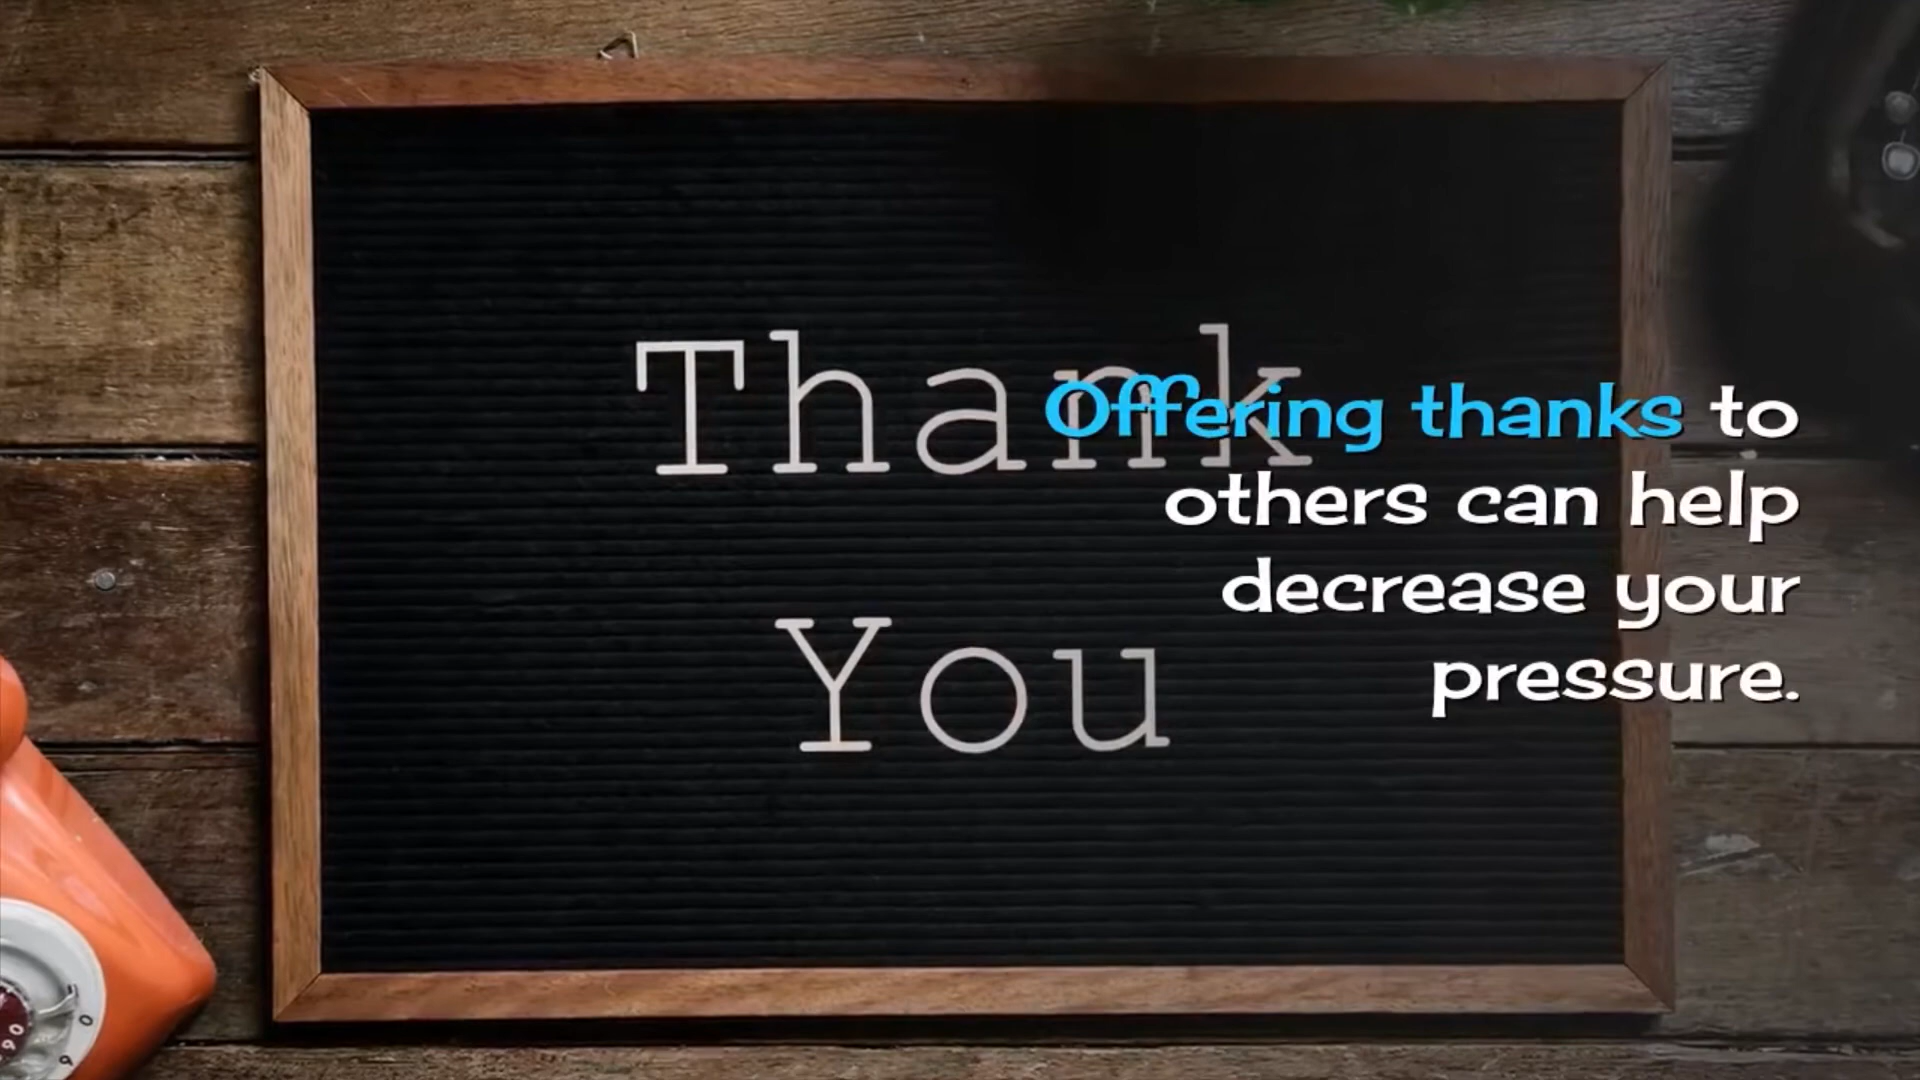 Thank
You
Offering thanks to
others can help
decrease your
pressure.